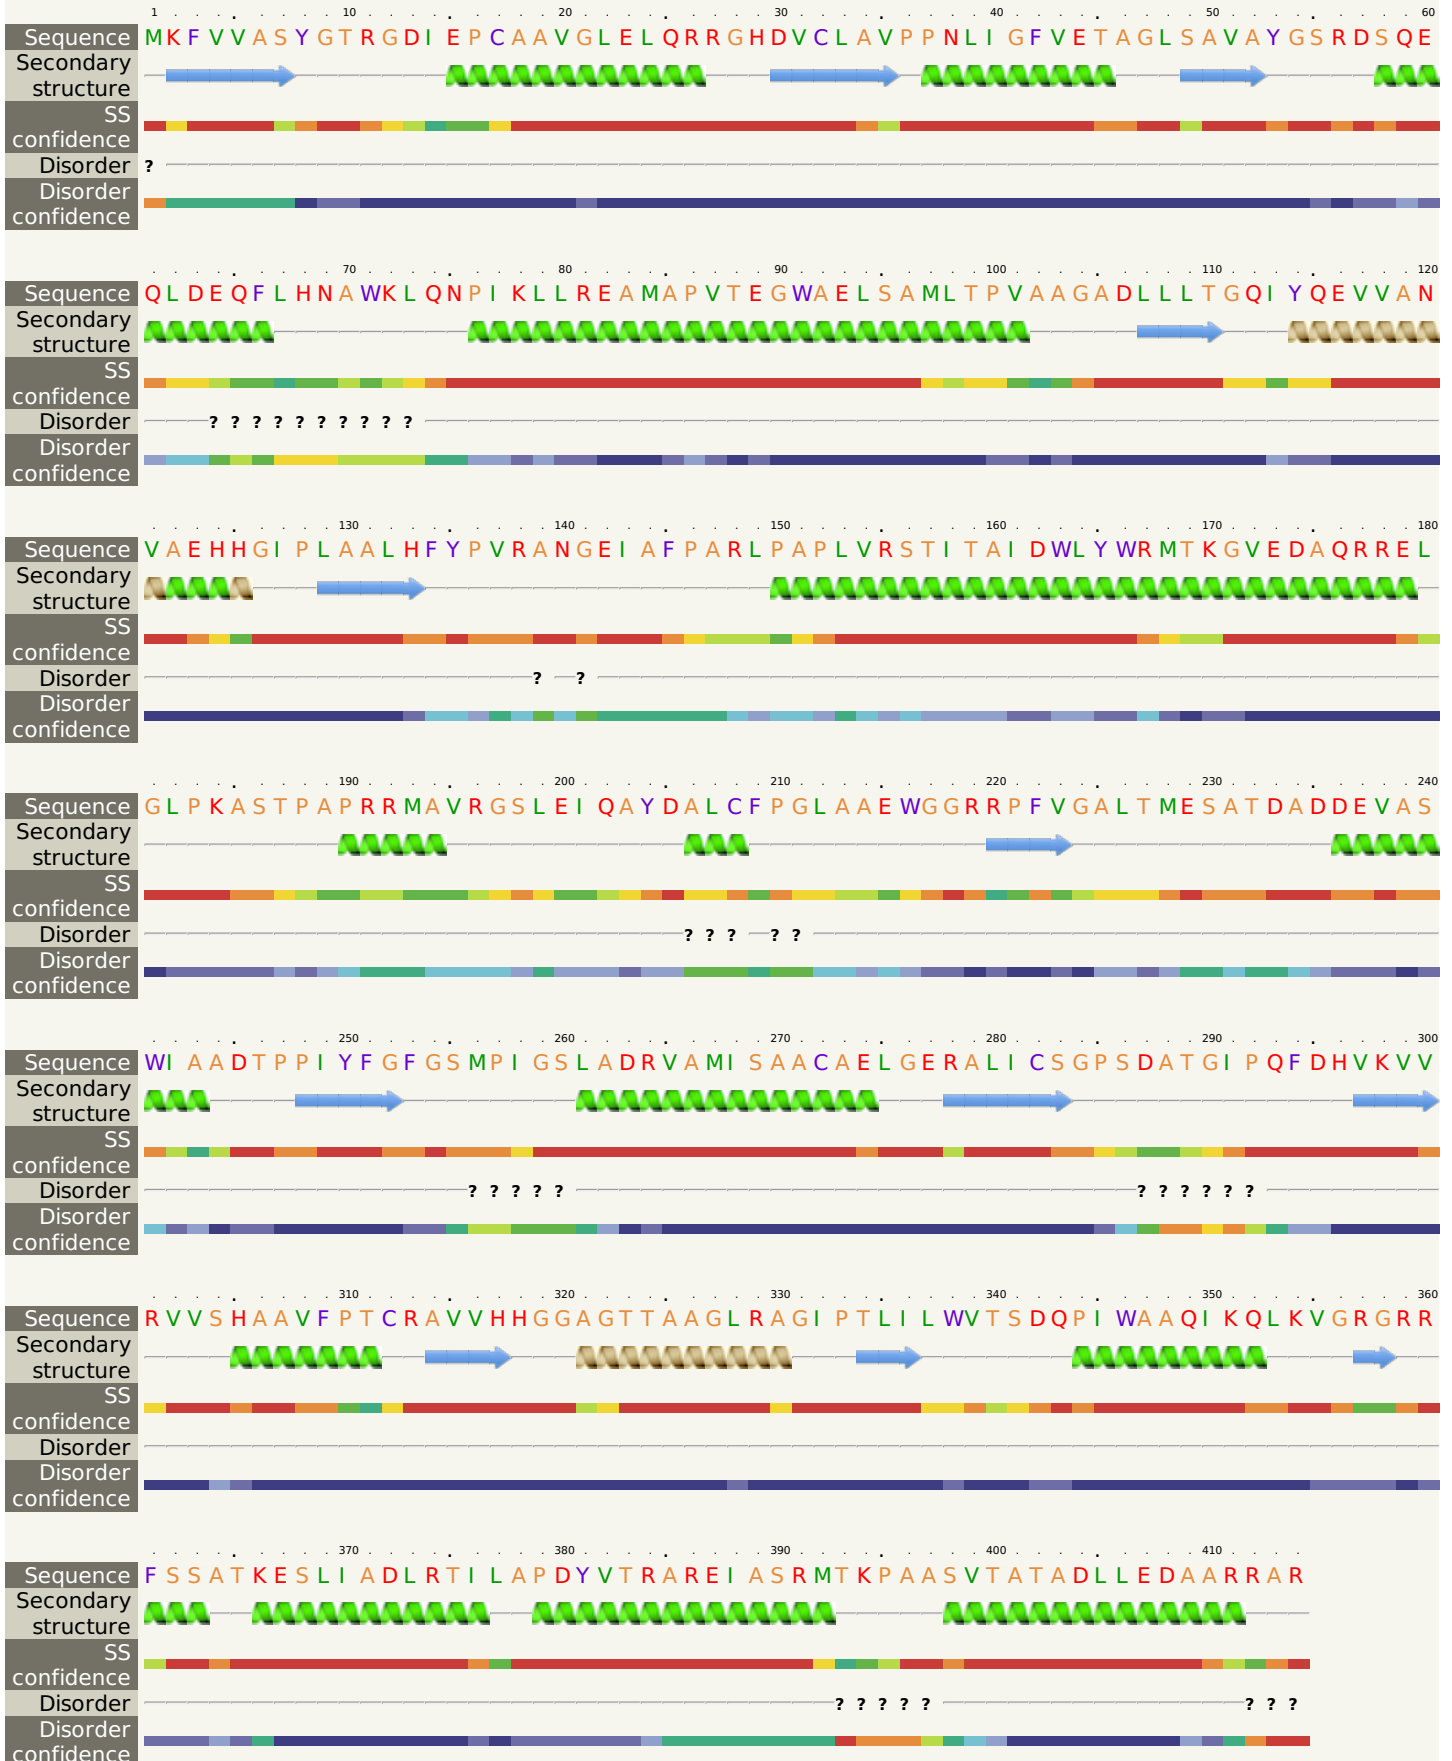 1 10 20 30 40 50 60
Sequence MKFVVASYGTRGDIEPCAAVGLELQRRGHDVCLAVPPNLIGFVETAGLSAVAYGSRDSQE
Secondary
structure
SS
confidence
Disorder ?
Disorder
confidence
70 80 90 100 110 120
Sequence QLDEQFLHNAWKLQNPIKLLREAMAPVTEGWAELSAMLTPVAAGADLLLTGQIYQEVVAN
Secondary
structure
SS
confidence
Disorder ? ? ? ? ? ? ? ? ? ?
Disorder
confidence
130 140 150 160 170 180
Sequence VAEHHGIPLAALHFYPVRANGEIAFPARLPAPLVRSTITAIDWLYWRMTKGVEDAQRREL
Secondary
structure
SS
confidence
Disorder ? ?
Disorder
confidence
190 200 210 220 230 240
Sequence GLPKASTPAPRRMAVRGSLEIQAYDALCFPGLAAEWGGRRPFVGALTMESATDADDEVAS
Secondary
structure
SS
confidence
Disorder ? ? ? ? ?
Disorder
confidence
250 260 270 280 290 300
Sequence WIAADTPPIYFGFGSMPIGSLADRVAMISAACAELGERALICSGPSDATGIPQFDHVKVV
Secondary
structure
SS
confidence
Disorder ? ? ? ? ? ? ? ? ? ? ?
Disorder
confidence
310 320 330 340 350 360
Sequence RVVSHAAVFPTCRAVVHHGGAGTTAAGLRAGIPTLILWVTSDQPIWAAQIKQLKVGRGRR
Secondary
structure
SS
confidence
Disorder
Disorder
confidence
370 380 390 400 410
Sequence FSSATKESLIADLRTILAPDYVTRAREIASRMTKPAASVTATADLLEDAARRAR
Secondary
structure
SS
confidence
Disorder ? ? ? ? ? ? ? ?
Disorder
confidence